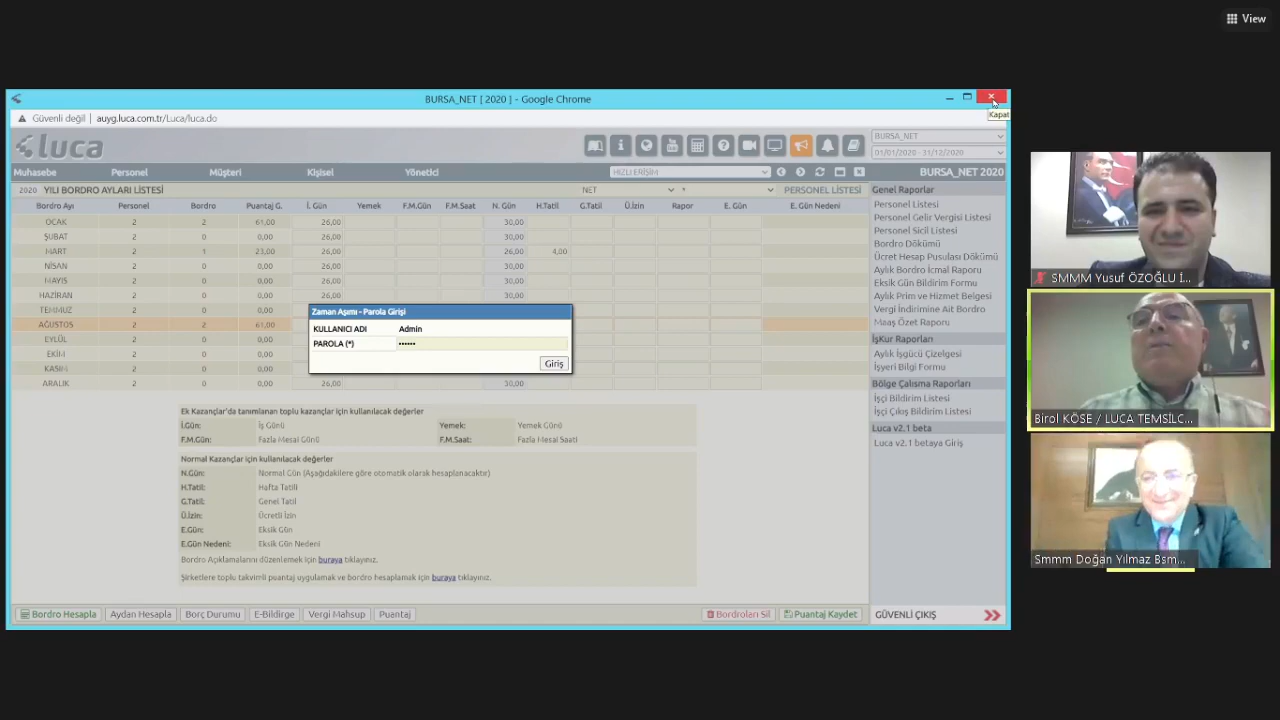 View
BURSA_NET [ 2020 ] - Google Chrome
Kapat
Güvenli değil | auyg.luca.com.tr/Luca/luca.do
luca
BURSA_NET
01/01/2020 - 31/12/2020
Muhasebe Personel Müşteri Kişisel Yönetici HIZLI ERİŞİM BURSA_NET 2020
2020 YILI BORDRO AYLARI LİSTESİ NET * PERSONEL LİSTESİ
Bordro Ayı Personel Bordro Puantaj G. İ. Gün Yemek F.M.Gün F.M.Saat N. Gün H.Tatil G.Tatil Ü.İzin Rapor E. Gün E. Gün Nedeni
OCAK 2 2 61,00 26,00 30,00
ŞUBAT 2 0 0,00 26,00 30,00
MART 2 1 23,00 26,00 26,00 4,00
NİSAN 2 0 0,00 26,00 30,00
MAYIS 2 0 0,00 26,00 30,00
HAZİRAN 2 0 0,00 26,00 30,00
TEMMUZ 2 0 0,00
AĞUSTOS 2 2 61,00
EYLÜL 2 0 0,00
EKİM 2 0 0,00
KASIM 2 0 0,00
ARALIK 2 0 0,00 26,00 30,00
Zaman Aşımı - Parola Girişi
KULLANICI ADI Admin
PAROLA (*) ••••••
Giriş
Ek Kazançlar'da tanımlanan toplu kazançlar için kullanılacak değerler
İ.Gün: İş Günü Yemek: Yemek Günü
F.M.Gün: Fazla Mesai Günü F.M.Saat: Fazla Mesai Saati
Normal Kazançlar için kullanılacak değerler
N.Gün: Normal Gün (Aşağıdakilere göre otomatik olarak hesaplanacaktır)
H.Tatil: Hafta Tatili
G.Tatil: Genel Tatil
Ü.İzin: Ücretli İzin
E.Gün: Eksik Gün
E.Gün Nedeni: Eksik Gün Nedeni
Bordro Açıklamalarını düzenlemek için buraya tıklayınız.
Şirketlere toplu takvimli puantaj uygulamak ve bordro hesaplamak için buraya tıklayınız.
Bordro Hesapla Aydan Hesapla Borç Durumu E-Bildirge Vergi Mahsup Puantaj Bordroları Sil Puantaj Kaydet
Genel Raporlar
Personel Listesi
Personel Gelir Vergisi Listesi
Personel Sicil Listesi
Bordro Dökümü
Ücret Hesap Pusulası Dökümü
Aylık Bordro İcmal Raporu
Eksik Gün Bildirim Formu
Aylık Prim ve Hizmet Belgesi
Vergi İndirimine Ait Bordro
Maaş Özet Raporu
İşKur Raporları
Aylık İşgücü Çizelgesi
İşyeri Bilgi Formu
Bölge Çalışma Raporları
İşçi Bildirim Listesi
İşçi Çıkış Bildirim Listesi
Luca v2.1 beta
Luca v2.1 betaya Giriş
GÜVENLİ ÇIKIŞ
SMMM Yusuf ÖZOĞLU İ...
Birol KÖSE / LUCA TEMSİLC...
Smmm Doğan Yılmaz Bsm...